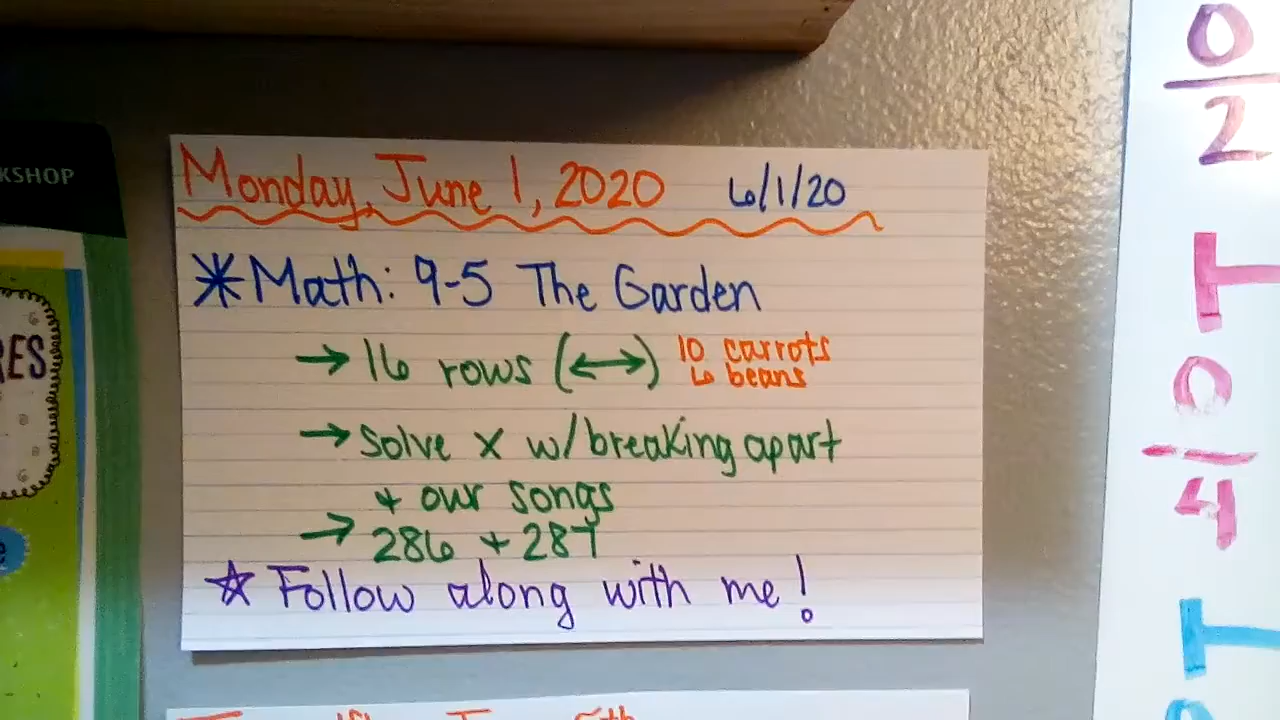 Monday, June 1, 2020 6/1/20
* Math: 9-5 The Garden
→ 16 rows (↔) 10 carrots
6 beans
→ Solve x w/breaking apart
+ our songs
→ 286 + 287
☆ Follow along with me!
KSHOP
RES